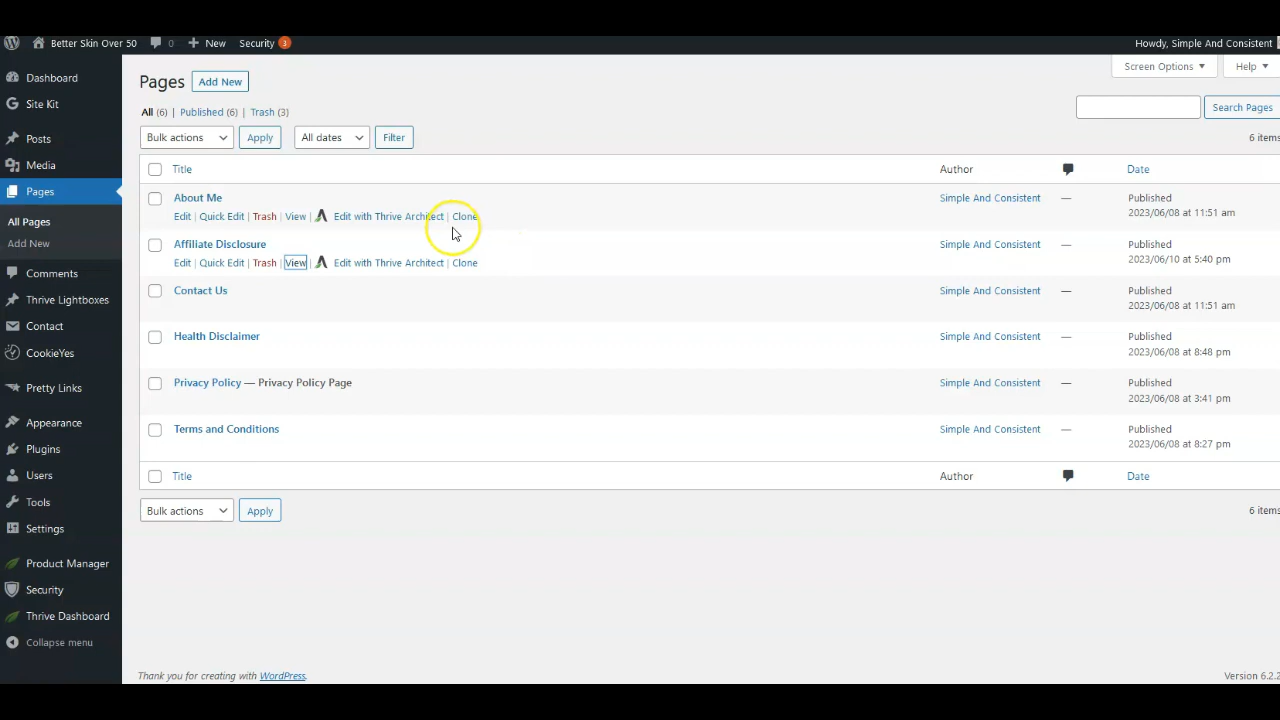 Better Skin Over 50 0 New Security 3 Howdy, Simple And Consistent
Screen Options Help
Dashboard
Site Kit
Posts
Media
Pages
All Pages
Add New
Comments
Thrive Lightboxes
Contact
CookieYes
Pretty Links
Appearance
Plugins
Users
Tools
Settings
Product Manager
Security
Thrive Dashboard
Collapse menu
Pages Add New
All (6) | Published (6) | Trash (3)
Search Pages
Bulk actions Apply All dates Filter
6 items
Title Author Date
About Me Simple And Consistent Published
Edit | Quick Edit | Trash | View | Edit with Thrive Architect | Clone 2023/06/08 at 11:51 am
Affiliate Disclosure Simple And Consistent Published
Edit | Quick Edit | Trash | View | Edit with Thrive Architect | Clone 2023/06/10 at 5:40 pm
Contact Us Simple And Consistent — Published
2023/06/08 at 11:51 am
Health Disclaimer Simple And Consistent — Published
2023/06/08 at 8:48 pm
Privacy Policy — Privacy Policy Page Simple And Consistent — Published
2023/06/08 at 3:41 pm
Terms and Conditions Simple And Consistent — Published
2023/06/08 at 8:27 pm
Title Author Date
Bulk actions Apply 6 items
Thank you for creating with WordPress. Version 6.2.2